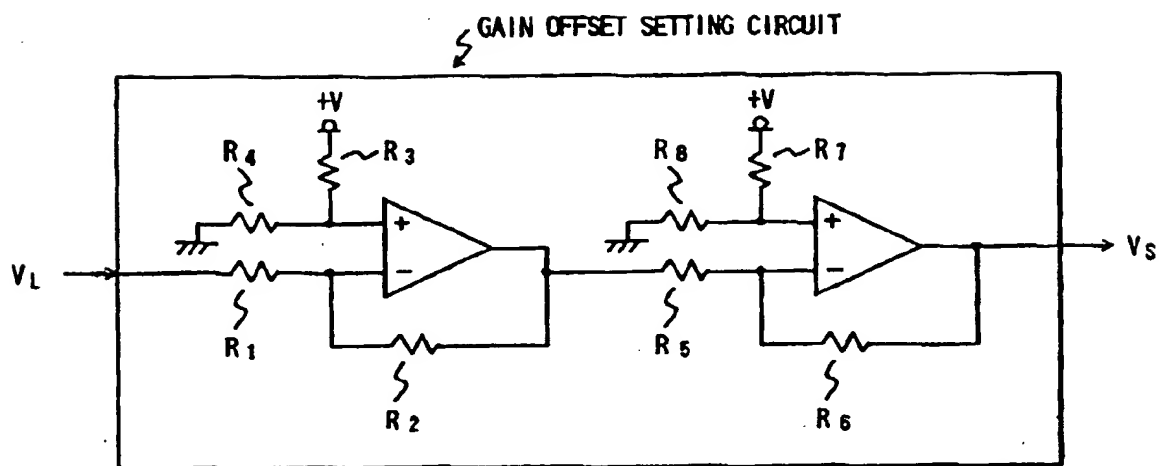 GAIN OFFSET SETTING CIRCUIT
+V
+V
R4
R3
R8
R7
+
+
VL
−
−
VS
R1
R5
R2
R6